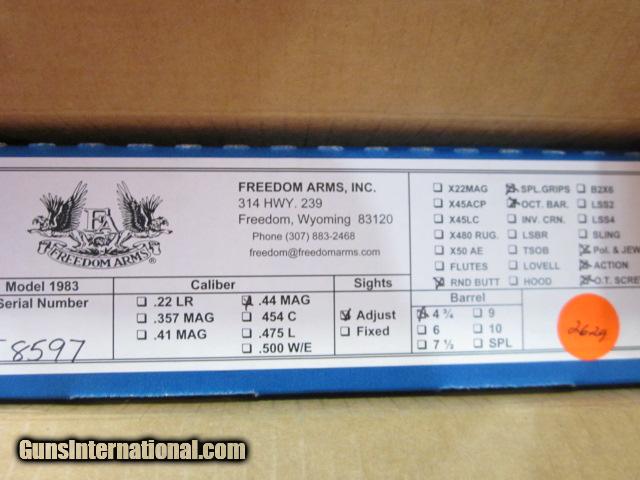 FA
FREEDOM ARMS
FREEDOM ARMS, INC.
314 HWY. 239
Freedom, Wyoming 83120
Phone (307) 883-2468
freedom@freedomarms.com
X22MAG SPL.GRIPS B2X6
X45ACP OCT. BAR. LSS2
X45LC INV. CRN. LSS4
X480 RUG. LSBR SLING
X50 AE TSOB Pol. & JEW
FLUTES LOVELL ACTION
RND BUTT HOOD O.T. SCRE
Model 1983 Caliber Sights Barrel
Serial Number
8597
.22 LR .44 MAG
.357 MAG 454 C
.41 MAG .475 L
.500 W/E
Adjust
Fixed
4 ¾ 9
6 10
7 ½ SPL
2629
GunsInternational.com